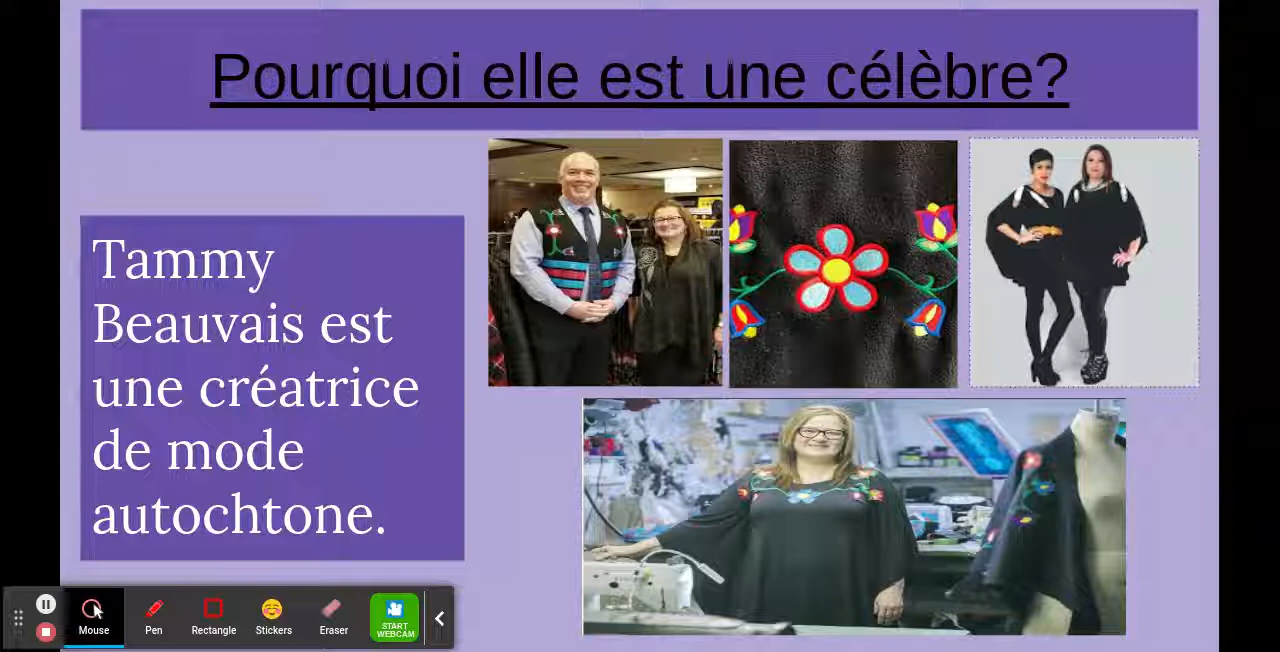 Pourquoi elle est une célèbre?
Tammy
Beauvais est
une créatrice
de mode
autochtone.
Mouse
Pen
Rectangle
Stickers
Eraser
START
WEBCAM